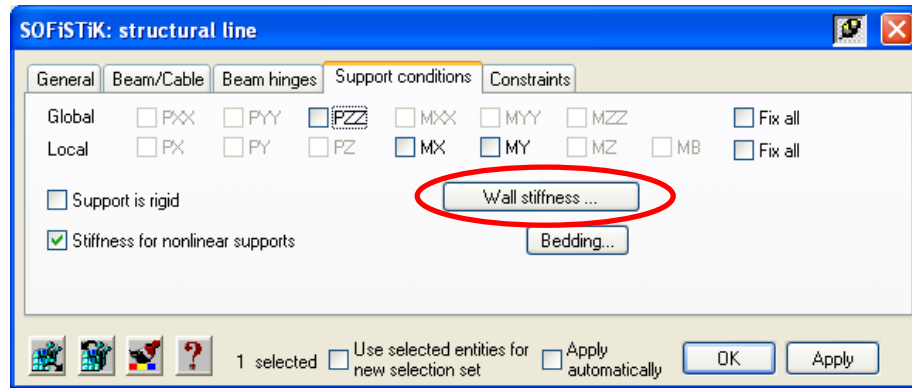 SOFiSTiK: structural line
General Beam/Cable Beam hinges Support conditions Constraints
Global PXX PYY PZZ MXX MYY MZZ Fix all
Local PX PY PZ MX MY MZ MB Fix all
Support is rigid Wall stiffness ...
Stiffness for nonlinear supports Bedding...
? 1 selected Use selected entities for new selection set Apply automatically OK Apply